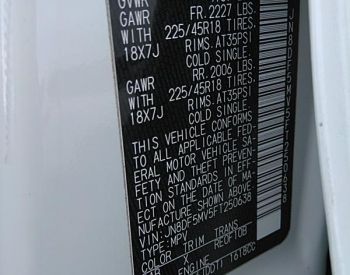 GVWR
GAWR FR. 2227 LBS.
WITH 225/45R18 TIRES,
18X7J RIMS, AT35PSI
COLD SINGLE.
GAWR RR. 2006 LBS.
WITH 225/45R18 TIRES,
18X7J RIMS, AT35PSI
COLD SINGLE.
THIS VEHICLE CONFORMS
TO ALL APPLICABLE FED-
ERAL MOTOR VEHICLE SA-
FETY AND THEFT PREVEN-
TION STANDARDS IN EFF-
ECT ON THE DATE OF MA-
NUFACTURE SHOWN
VIN:JN8DF5MV5FT250638
TYPE:MPV
COLOR TRIM TRANS
ENGINE 1618CC